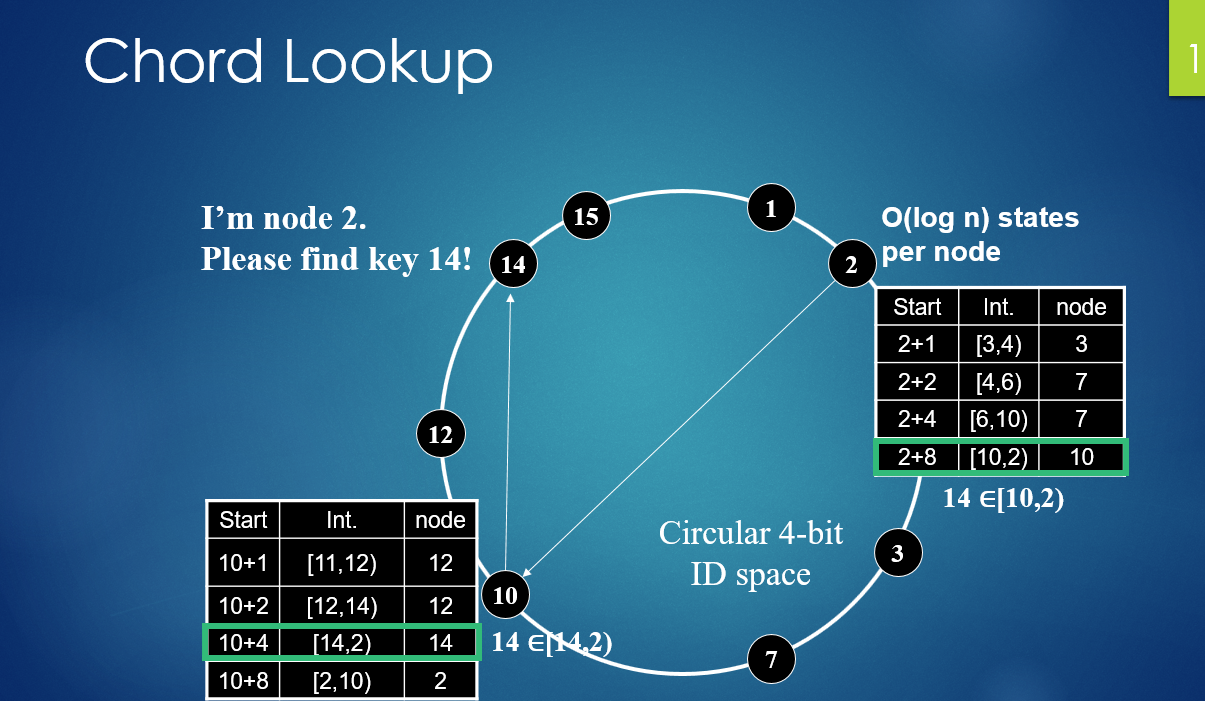 Chord Lookup
1
I'm node 2.
Please find key 14!
15
1
14
2
O(log n) states
per node
Start Int. node
2+1 [3,4) 3
2+2 [4,6) 7
2+4 [6,10) 7
2+8 [10,2) 10
14 ∈[10,2)
12
Circular 4-bit
ID space
3
Start Int. node
10+1 [11,12) 12
10+2 [12,14) 12
10+4 [14,2) 14
10+8 [2,10) 2
10
14 ∈[14,2)
7